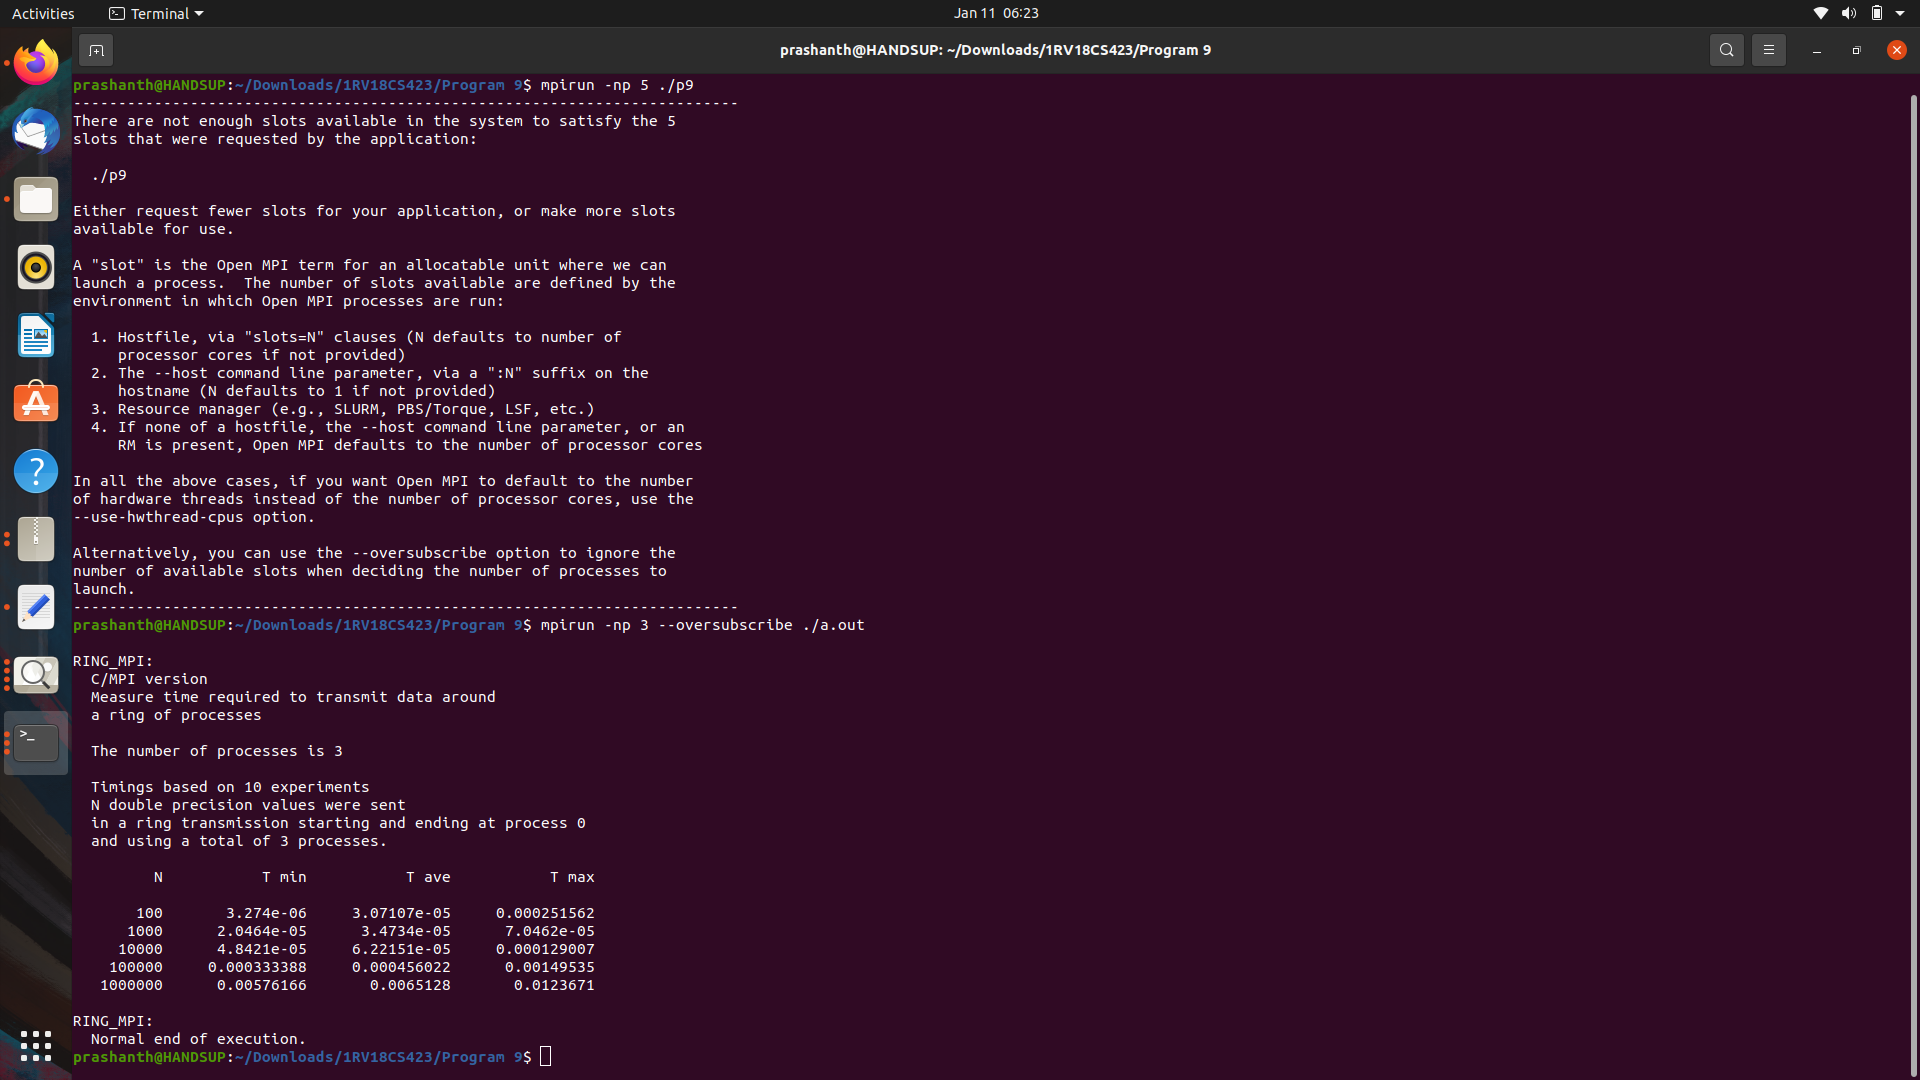 Activities Terminal Jan 11 06:23
prashanth@HANDSUP: ~/Downloads/1RV18CS423/Program 9
prashanth@HANDSUP:~/Downloads/1RV18CS423/Program 9$ mpirun -np 5 ./p9
--------------------------------------------------------------------------
There are not enough slots available in the system to satisfy the 5
slots that were requested by the application:
./p9
Either request fewer slots for your application, or make more slots
available for use.
A "slot" is the Open MPI term for an allocatable unit where we can
launch a process.  The number of slots available are defined by the
environment in which Open MPI processes are run:
1. Hostfile, via "slots=N" clauses (N defaults to number of
processor cores if not provided)
2. The --host command line parameter, via a ":N" suffix on the
hostname (N defaults to 1 if not provided)
3. Resource manager (e.g., SLURM, PBS/Torque, LSF, etc.)
4. If none of a hostfile, the --host command line parameter, or an
RM is present, Open MPI defaults to the number of processor cores
In all the above cases, if you want Open MPI to default to the number
of hardware threads instead of the number of processor cores, use the
--use-hwthread-cpus option.
Alternatively, you can use the --oversubscribe option to ignore the
number of available slots when deciding the number of processes to
launch.
--------------------------------------------------------------------------
prashanth@HANDSUP:~/Downloads/1RV18CS423/Program 9$ mpirun -np 3 --oversubscribe ./a.out
RING_MPI:
C/MPI version
Measure time required to transmit data around
a ring of processes
The number of processes is 3
Timings based on 10 experiments
N double precision values were sent
in a ring transmission starting and ending at process 0
and using a total of 3 processes.
N T min T ave T max
100 3.274e-06 3.07107e-05 0.000251562
1000 2.0464e-05 3.4734e-05 7.0462e-05
10000 4.8421e-05 6.22151e-05 0.000129007
100000 0.000333388 0.000456022 0.00149535
1000000 0.00576166 0.0065128 0.0123671
RING_MPI:
Normal end of execution.
prashanth@HANDSUP:~/Downloads/1RV18CS423/Program 9$